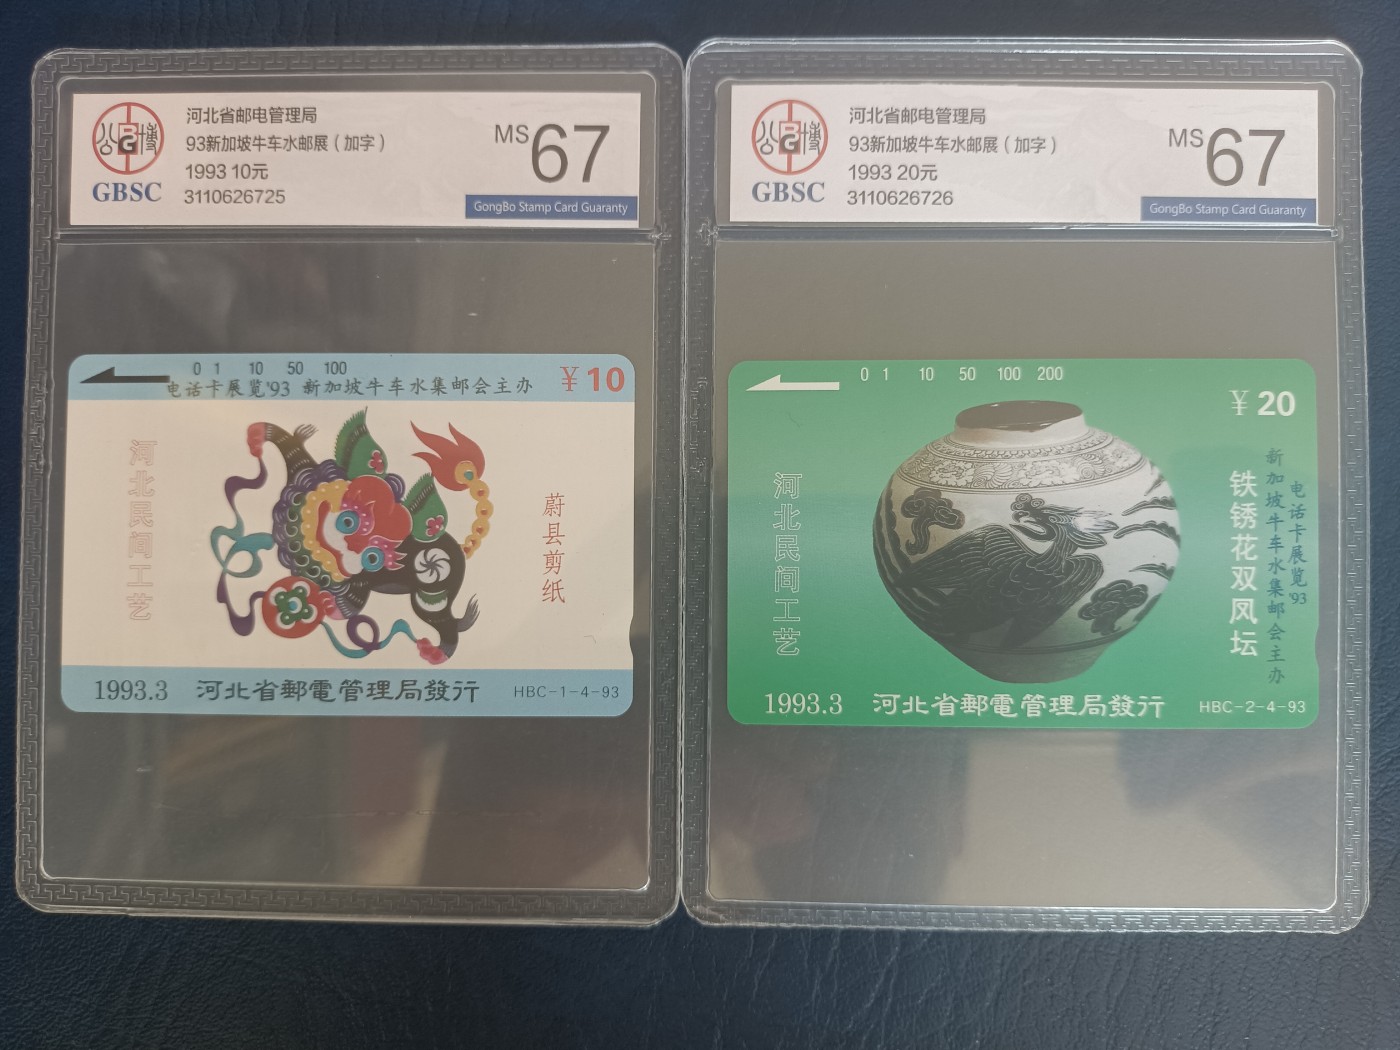 公博
BG
GBSC
河北省邮电管理局
93新加坡牛车水邮展（加字）
1993 10元
3110626725
MS 67
GongBo Stamp Card Guaranty
0 1 10 50 100
电话卡展览'93 新加坡牛车水集邮会主办
¥10
河北民间工艺
蔚县剪纸
1993.3 河北省郵電管理局發行 HBC-1-4-93
公博
BG
GBSC
河北省邮电管理局
93新加坡牛车水邮展（加字）
1993 20元
3110626726
MS 67
GongBo Stamp Card Guaranty
0 1 10 50 100 200
¥20
河北民间工艺
铁锈花双凤坛
新加坡牛车水集邮会主办
电话卡展览'93
1993.3 河北省郵電管理局發行 HBC-2-4-93